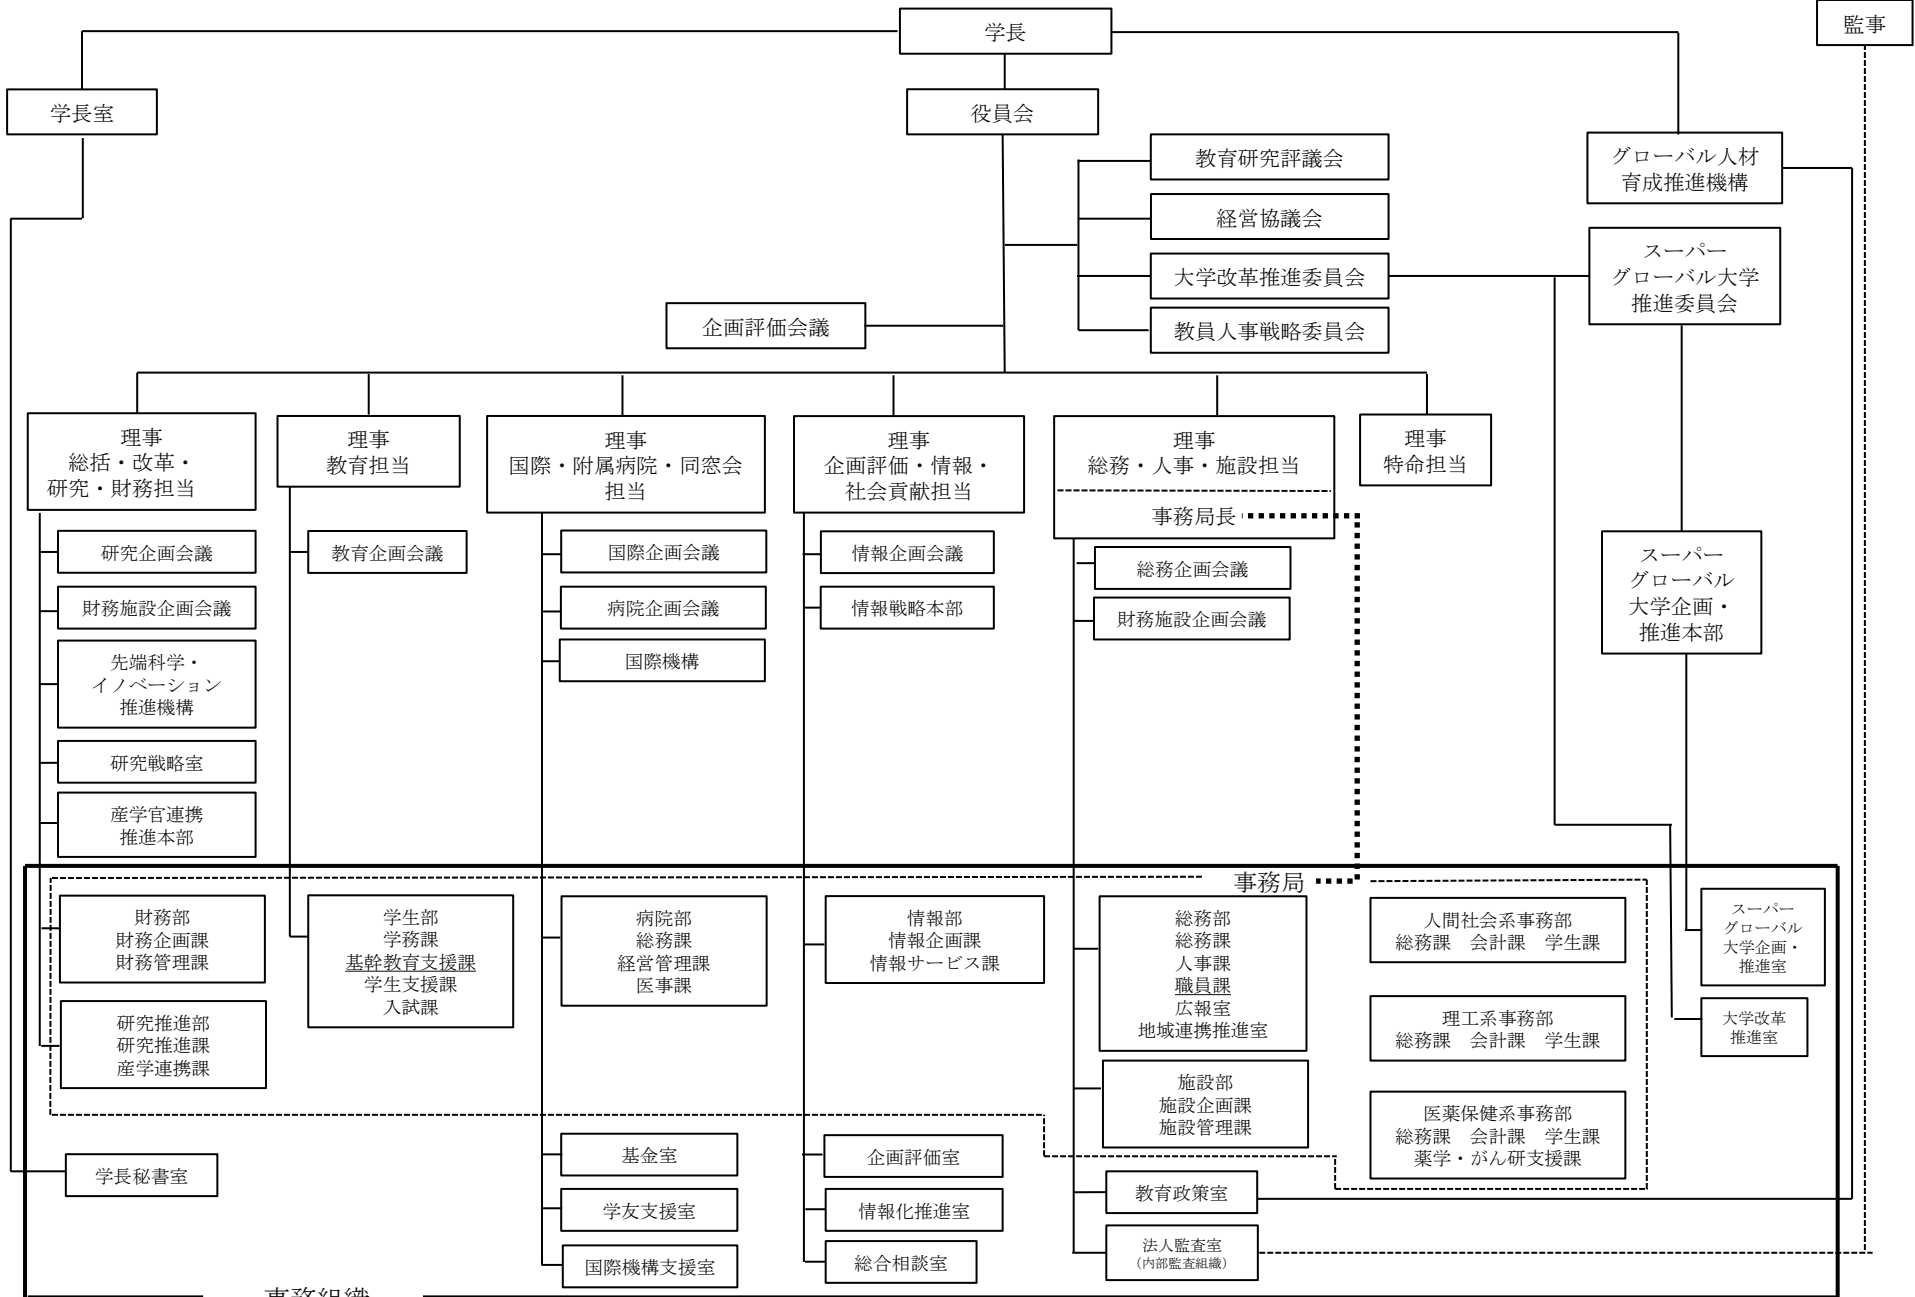 学長
監事
学長室
役員会
教育研究評議会
経営協議会
大学改革推進委員会
教員人事戦略委員会
グローバル人材
育成推進機構
スーパー
グローバル大学
推進委員会
企画評価会議
理事
総括・改革・
研究・財務担当
理事
教育担当
理事
国際・附属病院・同窓会
担当
理事
企画評価・情報・
社会貢献担当
理事
総務・人事・施設担当
事務局長
理事
特命担当
研究企画会議
財務施設企画会議
先端科学・
イノベーション
推進機構
研究戦略室
産学官連携
推進本部
教育企画会議
国際企画会議
病院企画会議
国際機構
情報企画会議
情報戦略本部
総務企画会議
財務施設企画会議
スーパー
グローバル
大学企画・
推進本部
事務局
財務部
財務企画課
財務管理課
研究推進部
研究推進課
産学連携課
学生部
学務課
基幹教育支援課
学生支援課
入試課
病院部
総務課
経営管理課
医事課
情報部
情報企画課
情報サービス課
総務部
総務課
人事課
職員課
広報室
地域連携推進室
施設部
施設企画課
施設管理課
人間社会系事務部
総務課 会計課 学生課
理工系事務部
総務課 会計課 学生課
医薬保健系事務部
総務課 会計課 学生課
薬学・がん研支援課
スーパー
グローバル
大学企画・
推進室
大学改革
推進室
学長秘書室
基金室
学友支援室
国際機構支援室
企画評価室
情報化推進室
総合相談室
教育政策室
法人監査室
（内部監査組織）
事務組織